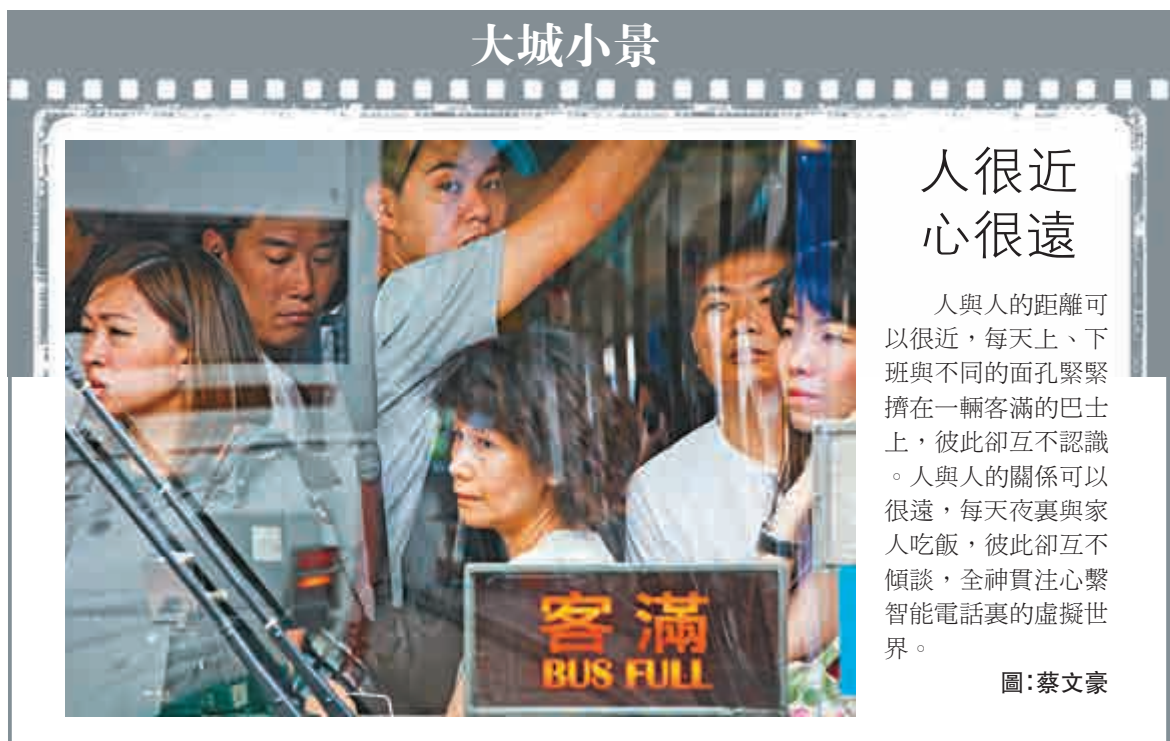 大城小景
人很近
心很遠
人與人的距離可
以很近，每天上、下
班與不同的面孔緊緊
擠在一輛客滿的巴士
上，彼此卻互不認識
。人與人的關係可以
很遠，每天夜裏與家
人吃飯，彼此卻互不
傾談，全神貫注心繫
智能電話裏的虛擬世
界。
圖：蔡文豪
客滿
BUS FULL